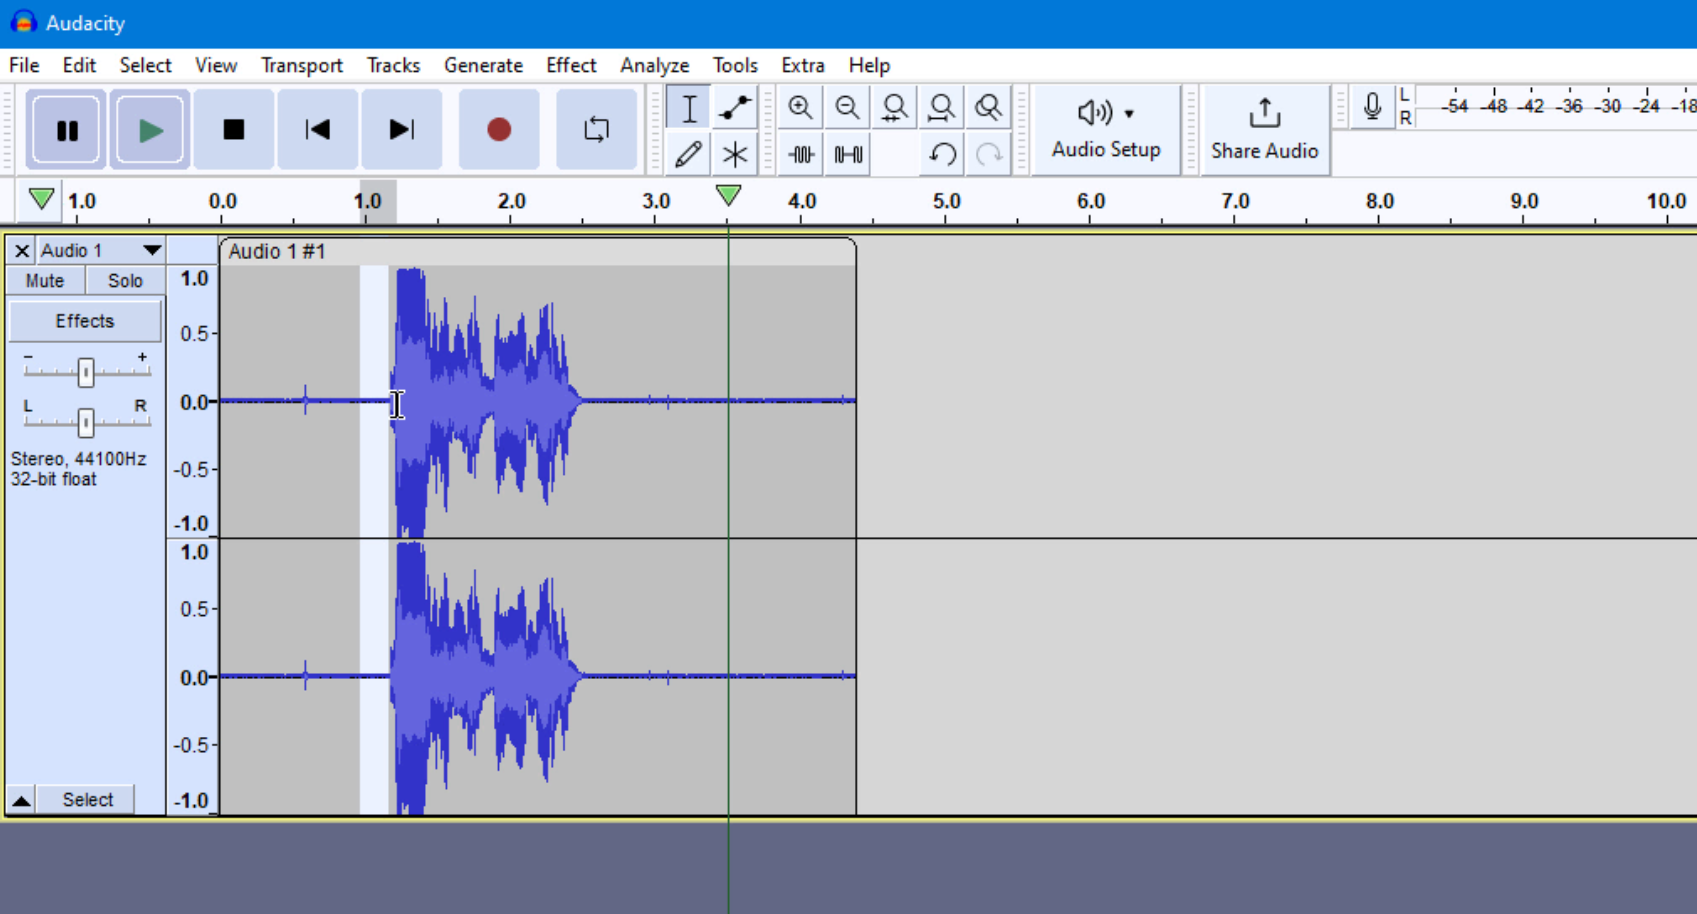 Audacity
File Edit Select View Transport Tracks Generate Effect Analyze Tools Extra Help
Audio Setup
Share Audio
L
R
-54 -48 -42 -36 -30 -24 -18
1.0 0.0 1.0 2.0 3.0 4.0 5.0 6.0 7.0 8.0 9.0 10.0
Audio 1
Audio 1 #1
Mute Solo
Effects
- +
L R
Stereo, 44100Hz
32-bit float
Select
1.0
0.5
0.0
-0.5
-1.0
1.0
0.5
0.0
-0.5
-1.0